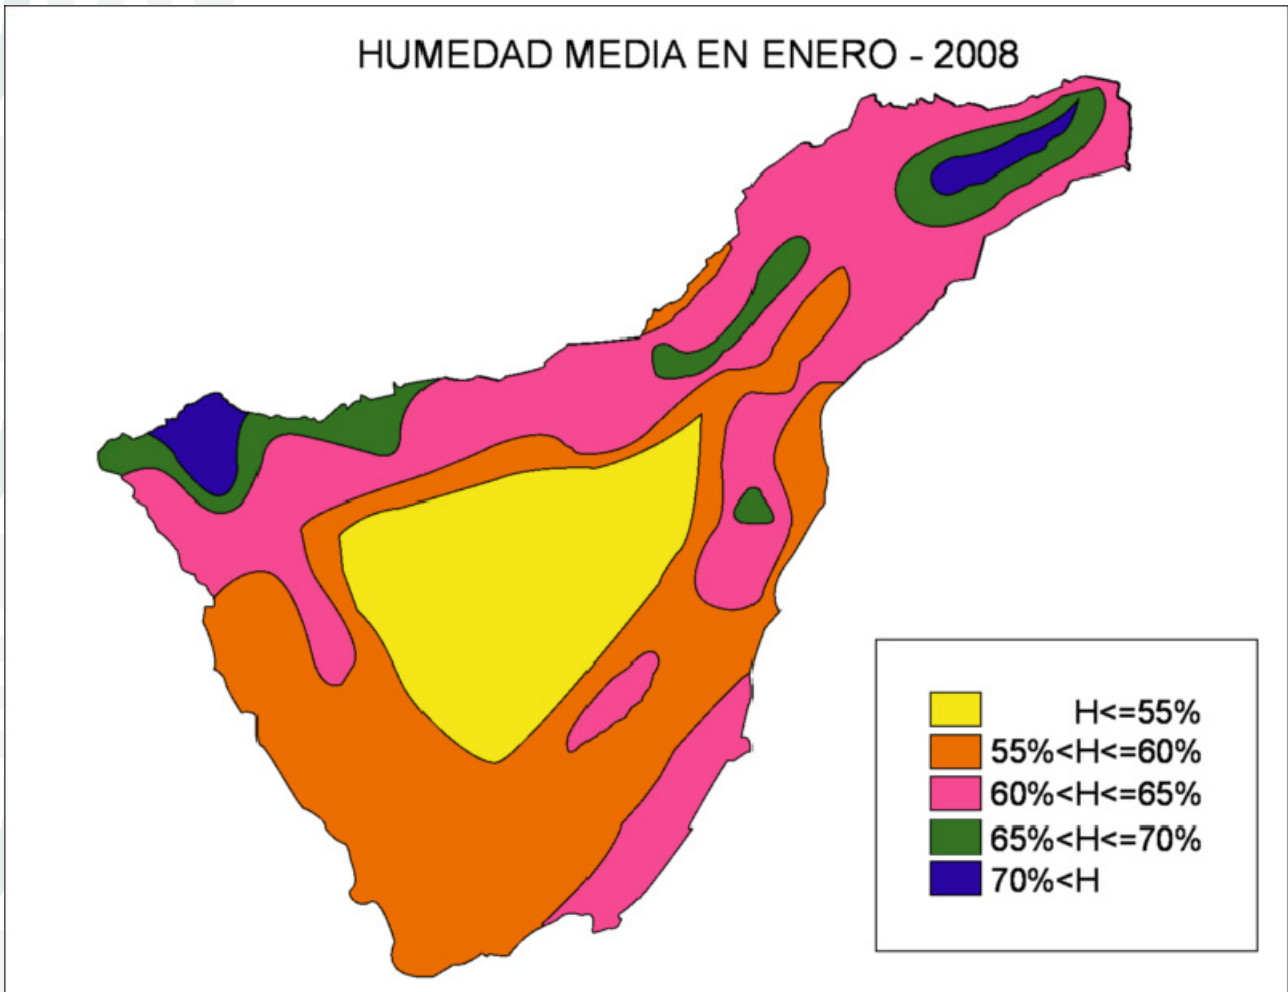 HUMEDAD MEDIA EN ENERO - 2008
H<=55%
55%<H<=60%
60%<H<=65%
65%<H<=70%
70%<H